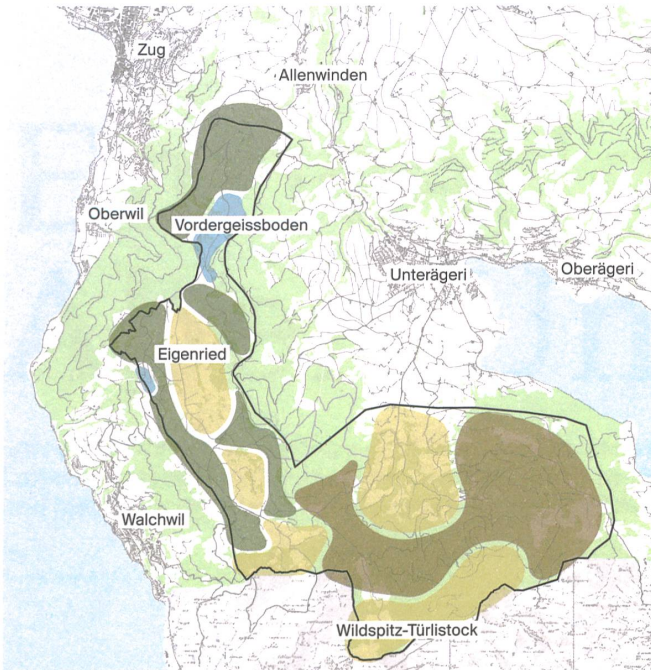 Zug
Allenwinden
Oberwil
Vordergeissboden
Unterägeri
Oberägeri
Eigenried
Walchwil
Wildspitz-Türlistock